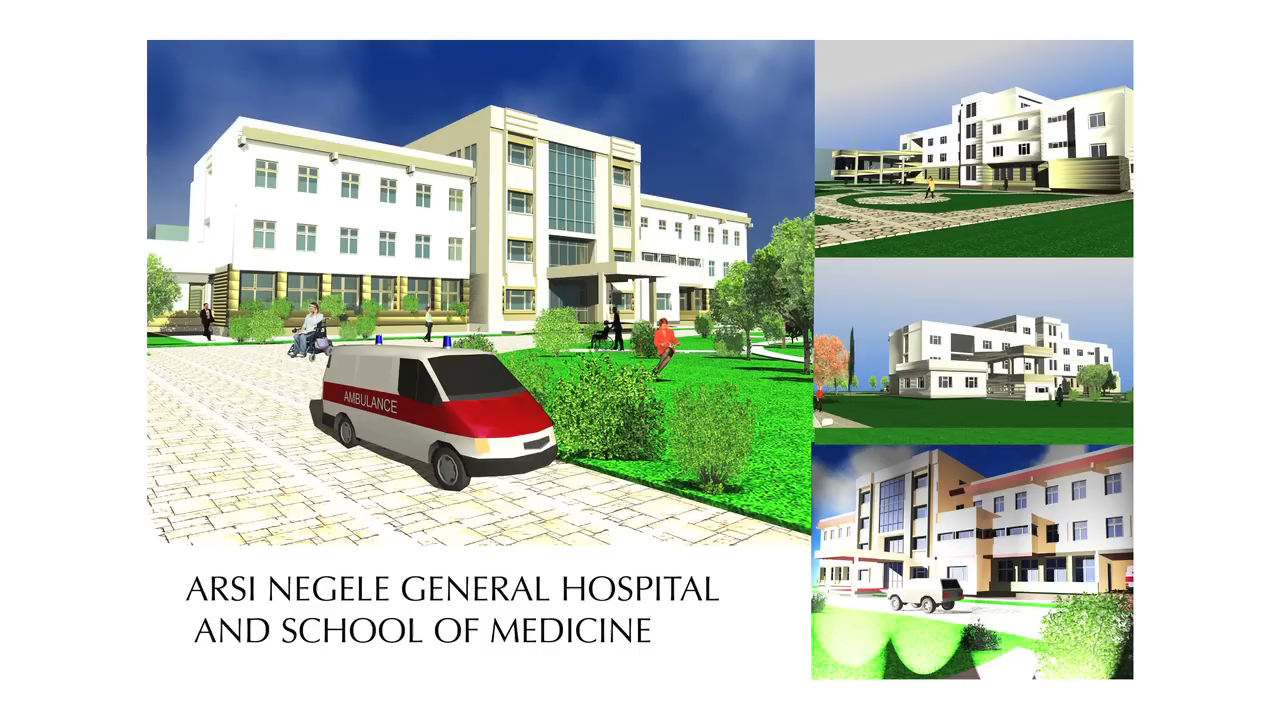 AMBULANCE
ARSI NEGELE GENERAL HOSPITAL
AND SCHOOL OF MEDICINE